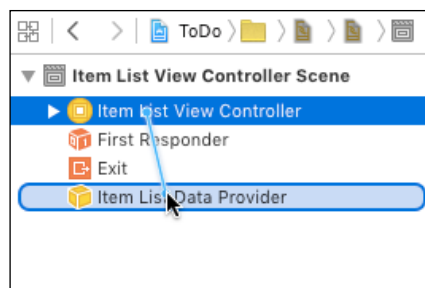 ToDo
Item List View Controller Scene
Item List View Controller
First Responder
Exit
Item List Data Provider